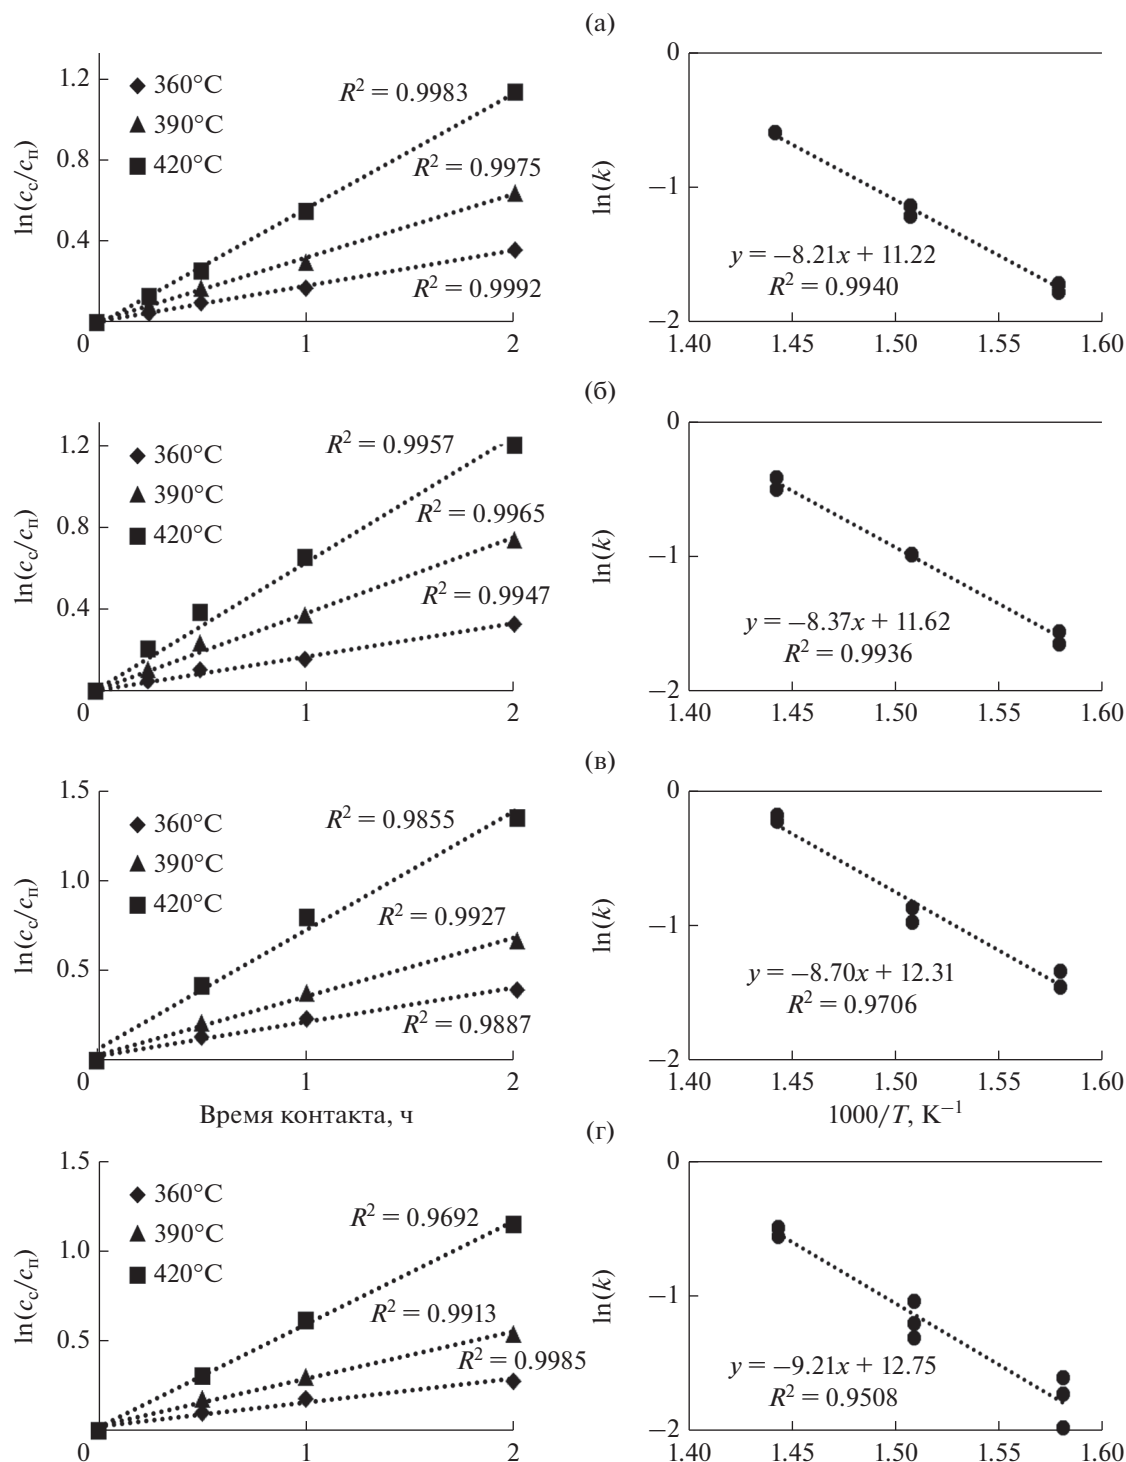 (а)
1.2
0.8
0.4
0
1
2
ln(c_c/c_п)
360°C
390°C
420°C
R² = 0.9983
R² = 0.9975
R² = 0.9992
0
−1
−2
ln(k)
y = −8.21x + 11.22
R² = 0.9940
1.40
1.45
1.50
1.55
1.60
(б)
1.2
0.8
0.4
0
1
2
ln(c_c/c_п)
360°C
390°C
420°C
R² = 0.9957
R² = 0.9965
R² = 0.9947
0
−1
−2
ln(k)
y = −8.37x + 11.62
R² = 0.9936
1.40
1.45
1.50
1.55
1.60
(в)
1.5
1.0
0.5
0
1
2
ln(c_c/c_п)
360°C
390°C
420°C
R² = 0.9855
R² = 0.9927
R² = 0.9887
Время контакта, ч
0
−1
−2
ln(k)
y = −8.70x + 12.31
R² = 0.9706
1.40
1.45
1.50
1.55
1.60
1000/T, K⁻¹
(г)
1.5
1.0
0.5
0
1
2
ln(c_c/c_п)
360°C
390°C
420°C
R² = 0.9692
R² = 0.9913
R² = 0.9985
0
−1
−2
ln(k)
y = −9.21x + 12.75
R² = 0.9508
1.40
1.45
1.50
1.55
1.60